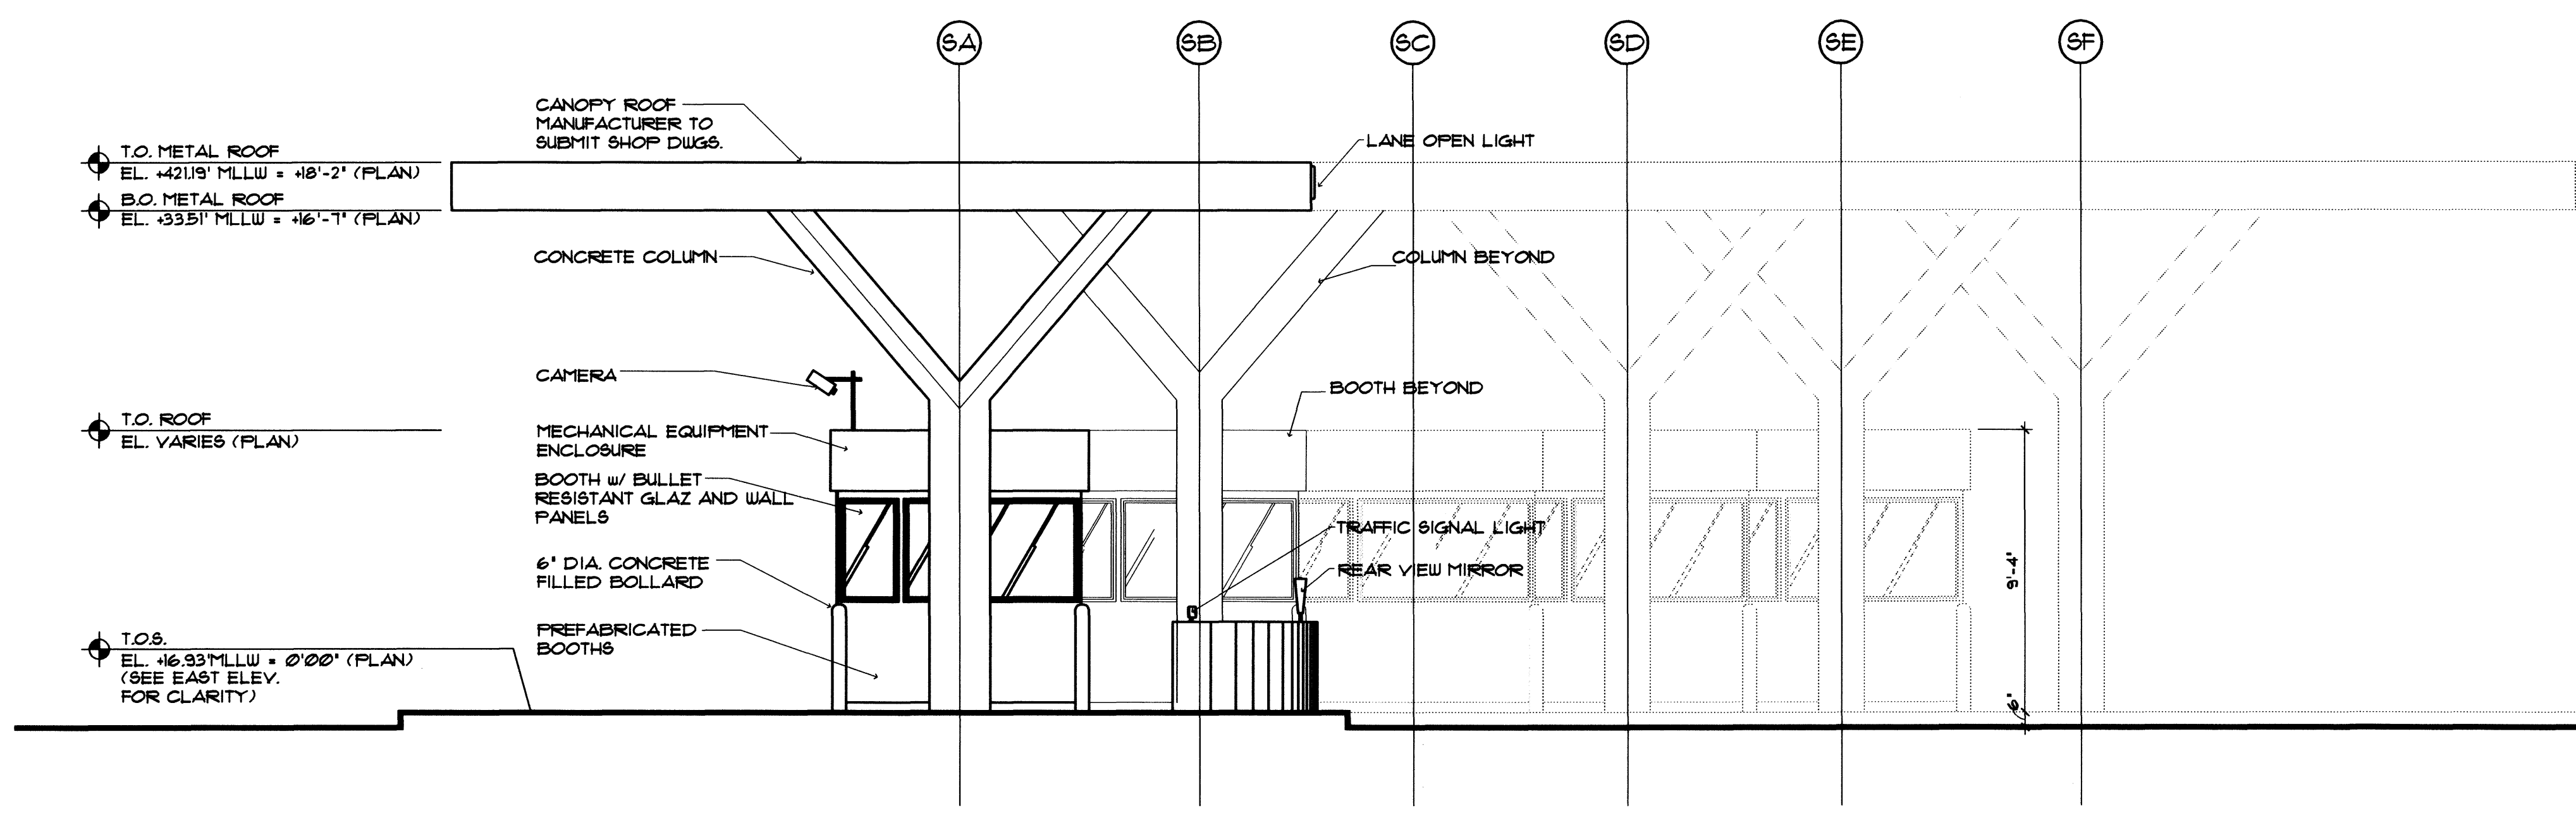 SA
SB
SC
SD
SE
SF
CANOPY ROOF
MANUFACTURER TO
SUBMIT SHOP DWGS.
LANE OPEN LIGHT
T.O. METAL ROOF
EL. +421.19' MLLW = +18'-2" (PLAN)
B.O. METAL ROOF
EL. +33.51' MLLW = +16'-7" (PLAN)
CONCRETE COLUMN
COLUMN BEYOND
CAMERA
BOOTH BEYOND
T.O. ROOF
EL. VARIES (PLAN)
MECHANICAL EQUIPMENT
ENCLOSURE
BOOTH w/ BULLET
RESISTANT GLAZ AND WALL
PANELS
TRAFFIC SIGNAL LIGHT
6" DIA. CONCRETE
FILLED BOLLARD
REAR VIEW MIRROR
9'-4"
PREFABRICATED
BOOTHS
T.O.S.
EL. +16.93'MLLW = 0'00" (PLAN)
(SEE EAST ELEV.
FOR CLARITY)
6"